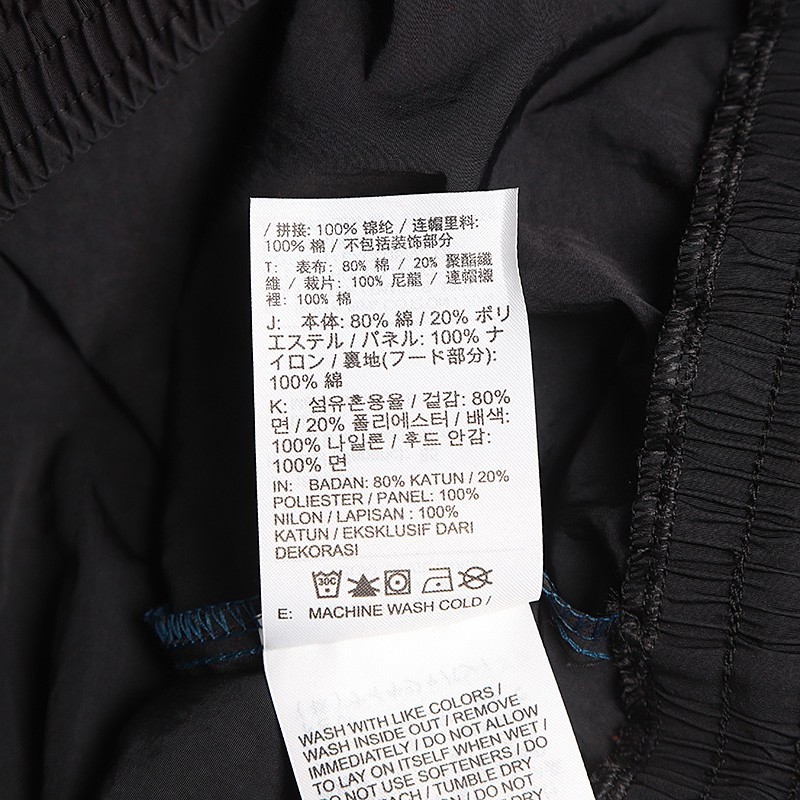 / 拼接: 100% 锦纶 / 连帽里料:
100% 棉 / 不包括装饰部分
T: 表布: 80% 棉 / 20% 聚酯纖
維 / 裁片: 100% 尼龍 / 連帽襯
裡: 100% 棉
J: 本体: 80% 綿 / 20% ポリ
エステル / パネル: 100% ナ
イロン / 裏地(フード部分):
100% 綿
K: 섬유혼용율 / 겉감: 80%
면 / 20% 폴리에스터 / 배색:
100% 나일론 / 후드 안감:
100% 면
IN: BADAN: 80% KATUN / 20%
POLIESTER / PANEL: 100%
NILON / LAPISAN : 100%
KATUN / EKSKLUSIF DARI
DEKORASI
30C
E: MACHINE WASH COLD /
WASH WITH LIKE COLORS /
WASH INSIDE OUT / REMOVE
IMMEDIATELY / DO NOT ALLOW
TO LAY ON ITSELF WHEN WET /
DO NOT USE SOFTENERS / DO
TUMBLE DRY